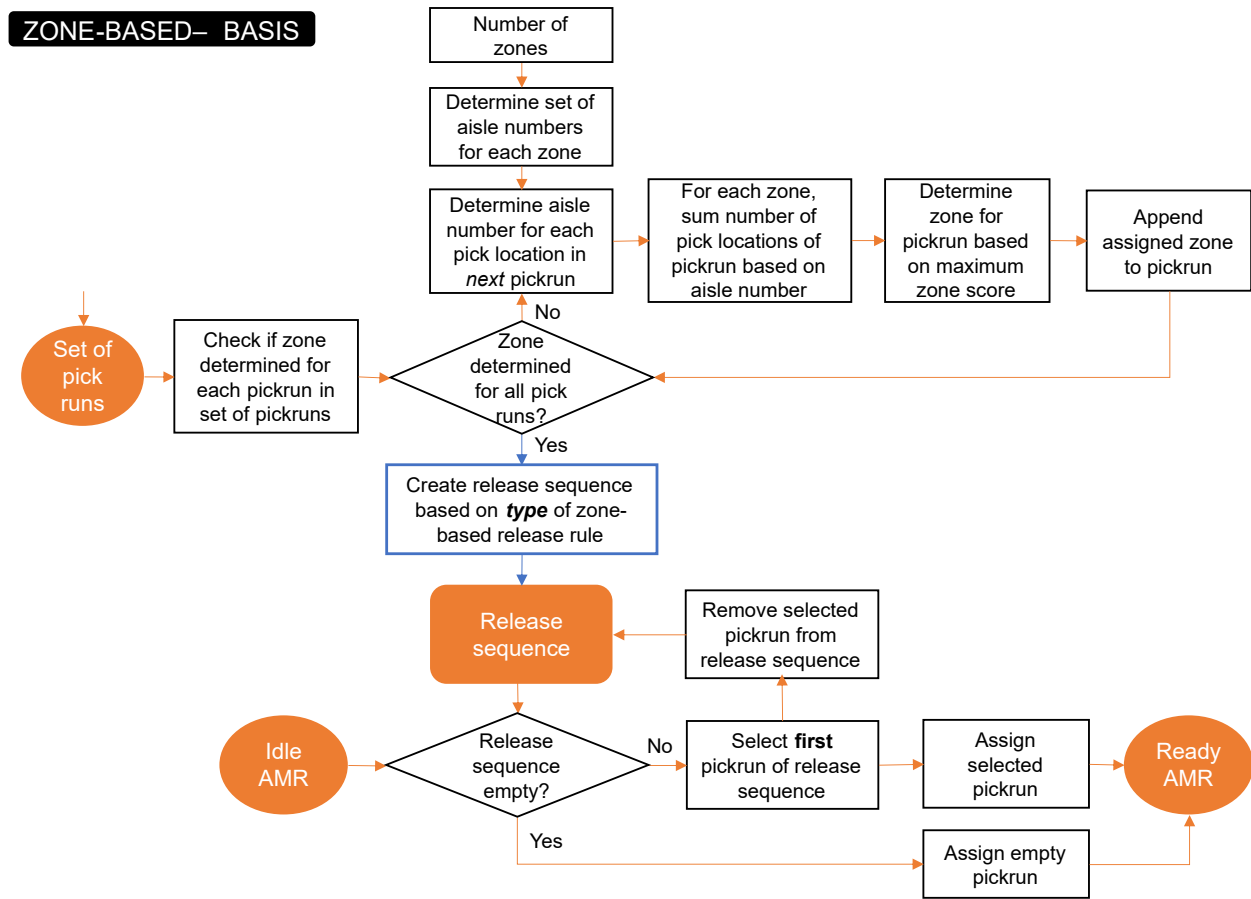 ZONE-BASED– BASIS
Number of
zones
Determine set of
aisle numbers
for each zone
Determine aisle
number for each
pick location in
next pickrun
For each zone,
sum number of
pick locations of
pickrun based on
aisle number
Determine
zone for
pickrun based
on maximum
zone score
Append
assigned zone
to pickrun
No
Set of
pick
runs
Check if zone
determined for
each pickrun in
set of pickruns
Zone
determined
for all pick
runs?
Yes
Create release sequence
based on type of zone-
based release rule
Release
sequence
Remove selected
pickrun from
release sequence
Idle
AMR
Release
sequence
empty?
No
Select first
pickrun of release
sequence
Assign
selected
pickrun
Ready
AMR
Yes
Assign empty
pickrun